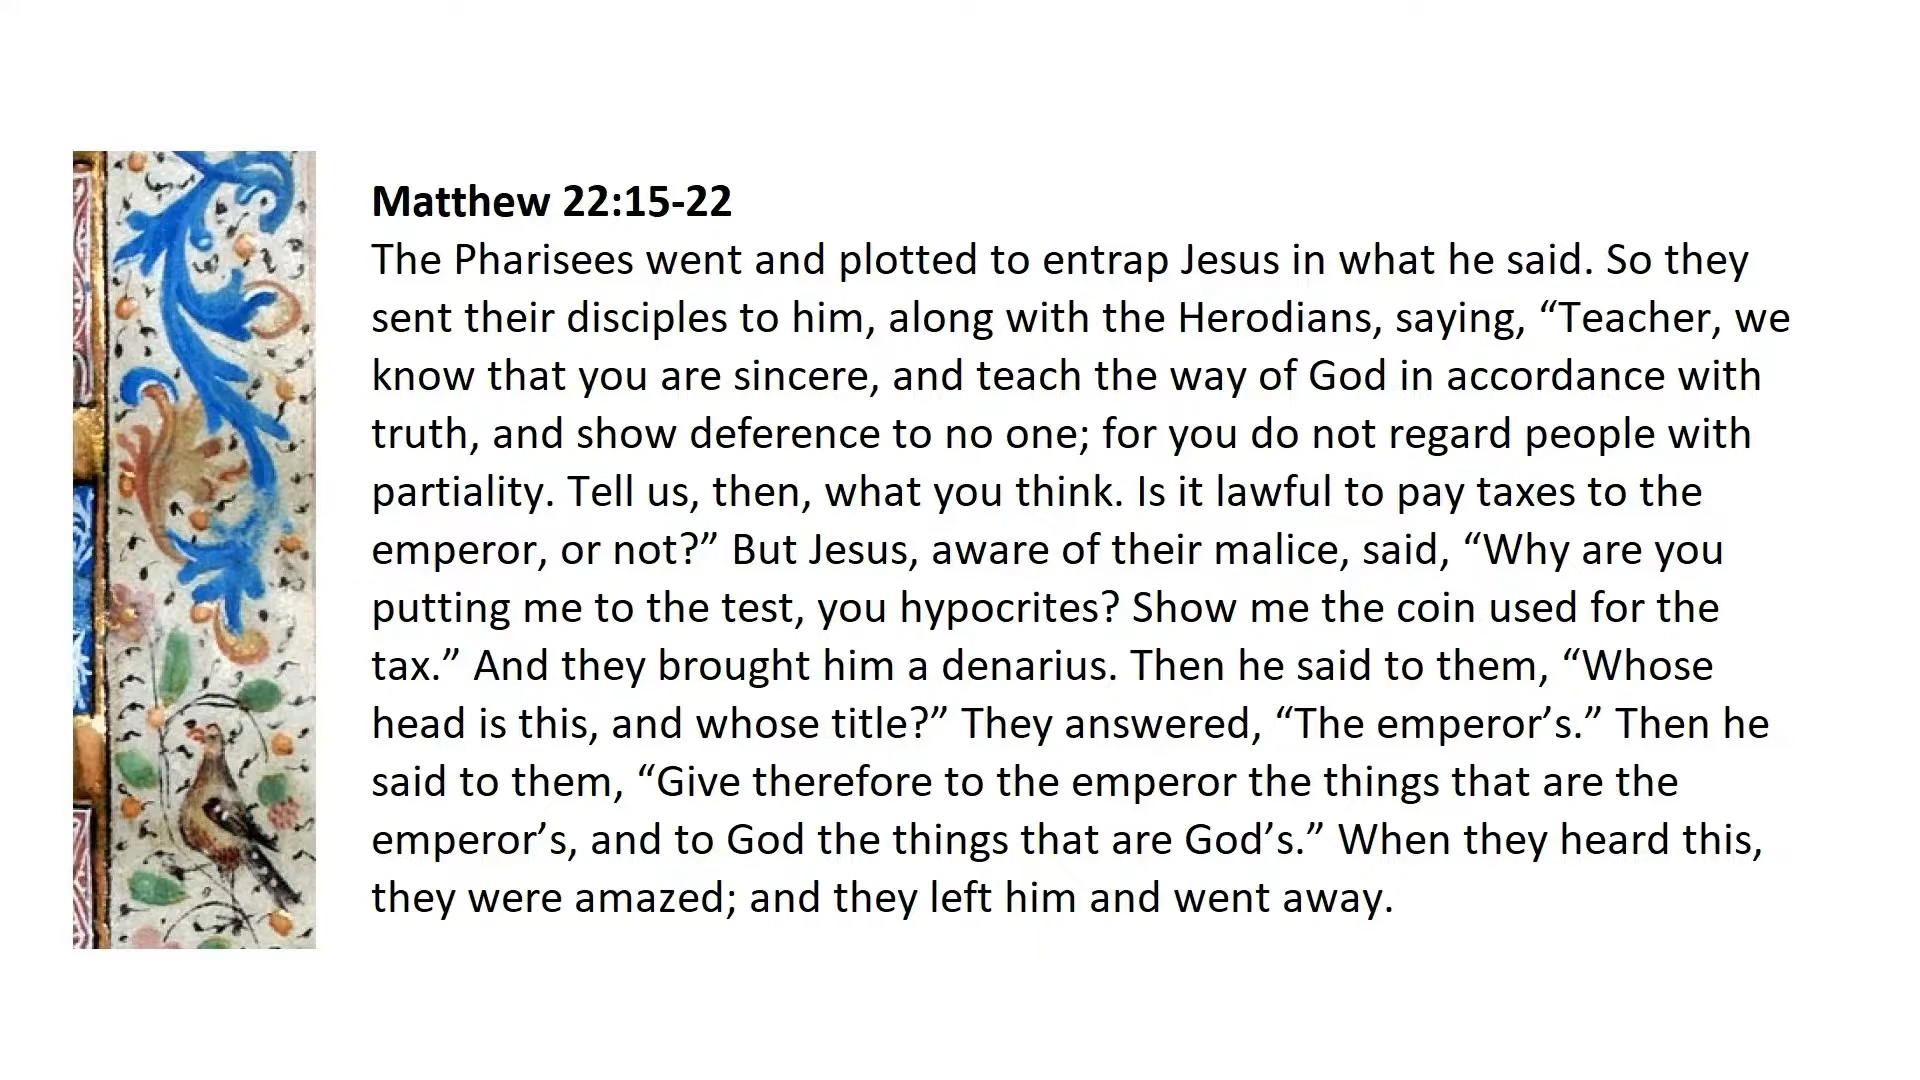 Matthew 22:15-22
The Pharisees went and plotted to entrap Jesus in what he said. So they
sent their disciples to him, along with the Herodians, saying, “Teacher, we
know that you are sincere, and teach the way of God in accordance with
truth, and show deference to no one; for you do not regard people with
partiality. Tell us, then, what you think. Is it lawful to pay taxes to the
emperor, or not?” But Jesus, aware of their malice, said, “Why are you
putting me to the test, you hypocrites? Show me the coin used for the
tax.” And they brought him a denarius. Then he said to them, “Whose
head is this, and whose title?” They answered, “The emperor’s.” Then he
said to them, “Give therefore to the emperor the things that are the
emperor’s, and to God the things that are God’s.” When they heard this,
they were amazed; and they left him and went away.